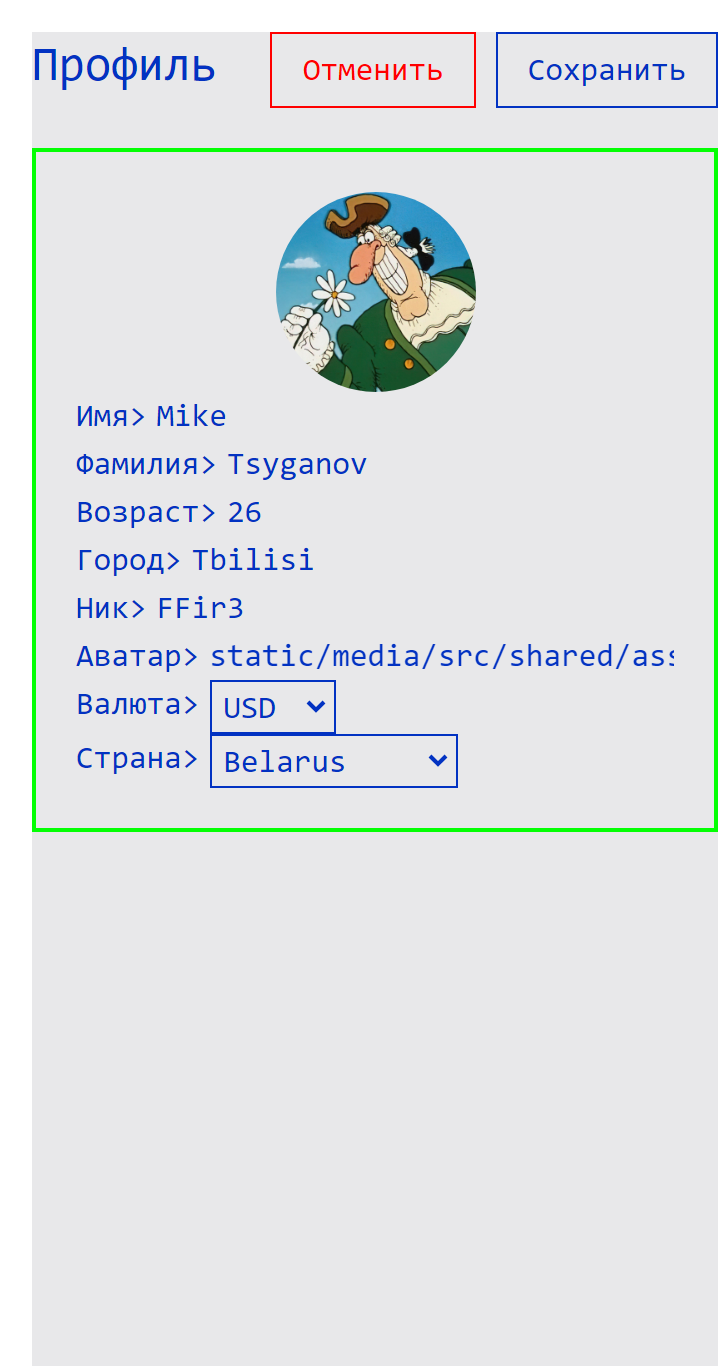 Профиль Отменить Сохранить
Имя> Mike
Фамилия> Tsyganov
Возраст> 26
Город> Tbilisi
Ник> FFir3
Аватар> static/media/src/shared/ass
Валюта> USD
Страна> Belarus